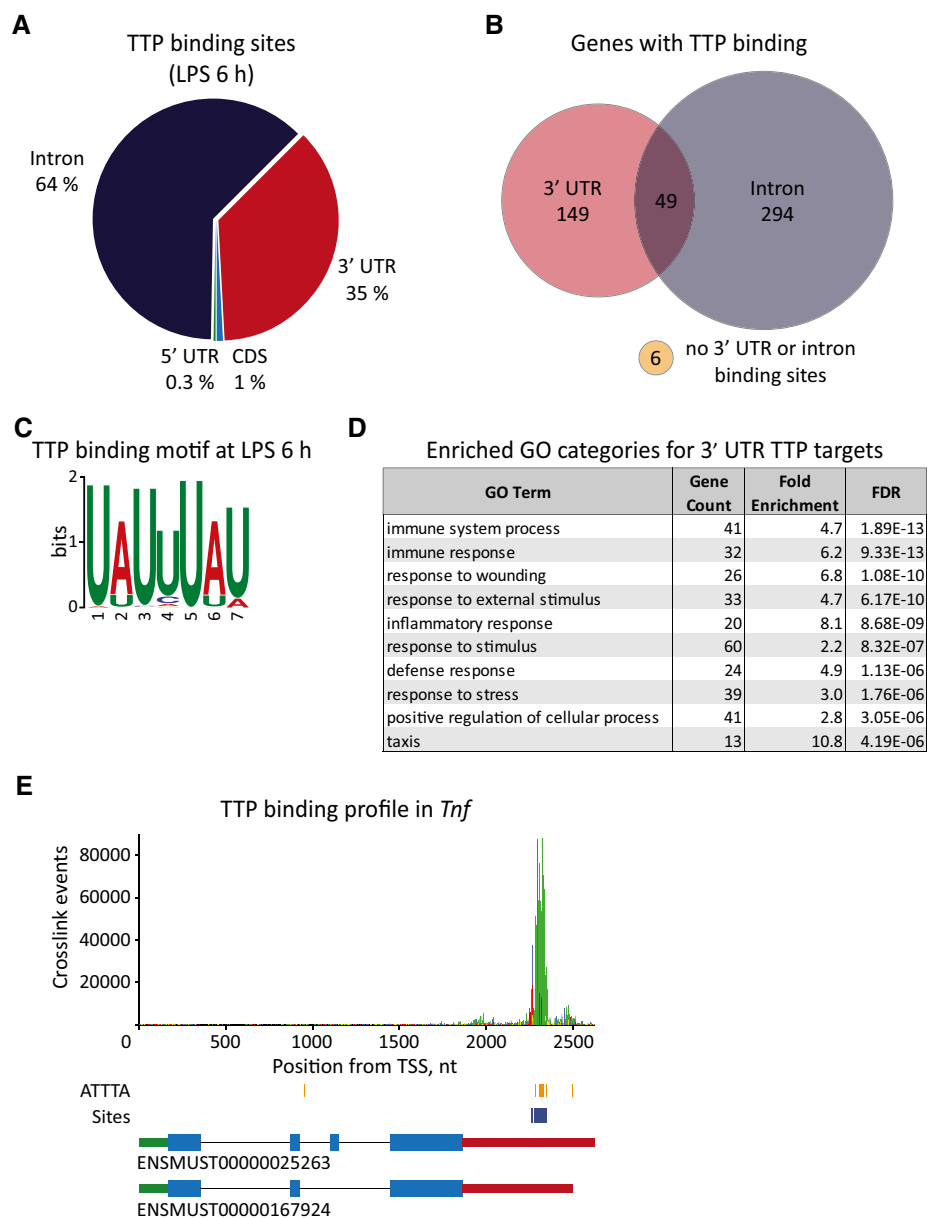 A
TTP binding sites
(LPS 6 h)
Intron
64 %
3’ UTR
35 %
5’ UTR
0.3 %
CDS
1 %
B
Genes with TTP binding
3’ UTR
149
49
Intron
294
6
no 3’ UTR or intron
binding sites
C
TTP binding motif at LPS 6 h
2
1
0
bits
U A U U U A U
U C U A
A
1 2 3 4 5 6 7
D
Enriched GO categories for 3’ UTR TTP targets
GO Term Gene Count Fold Enrichment FDR
immune system process 41 4.7 1.89E-13
immune response 32 6.2 9.33E-13
response to wounding 26 6.8 1.08E-10
response to external stimulus 33 4.7 6.17E-10
inflammatory response 20 8.1 8.68E-09
response to stimulus 60 2.2 8.32E-07
defense response 24 4.9 1.13E-06
response to stress 39 3.0 1.76E-06
positive regulation of cellular process 41 2.8 3.05E-06
taxis 13 10.8 4.19E-06
E
TTP binding profile in Tnf
Crosslink events
80000
60000
40000
20000
0 500 1000 1500 2000 2500
Position from TSS, nt
ATTTA
Sites
ENSMUST00000025263
ENSMUST00000167924